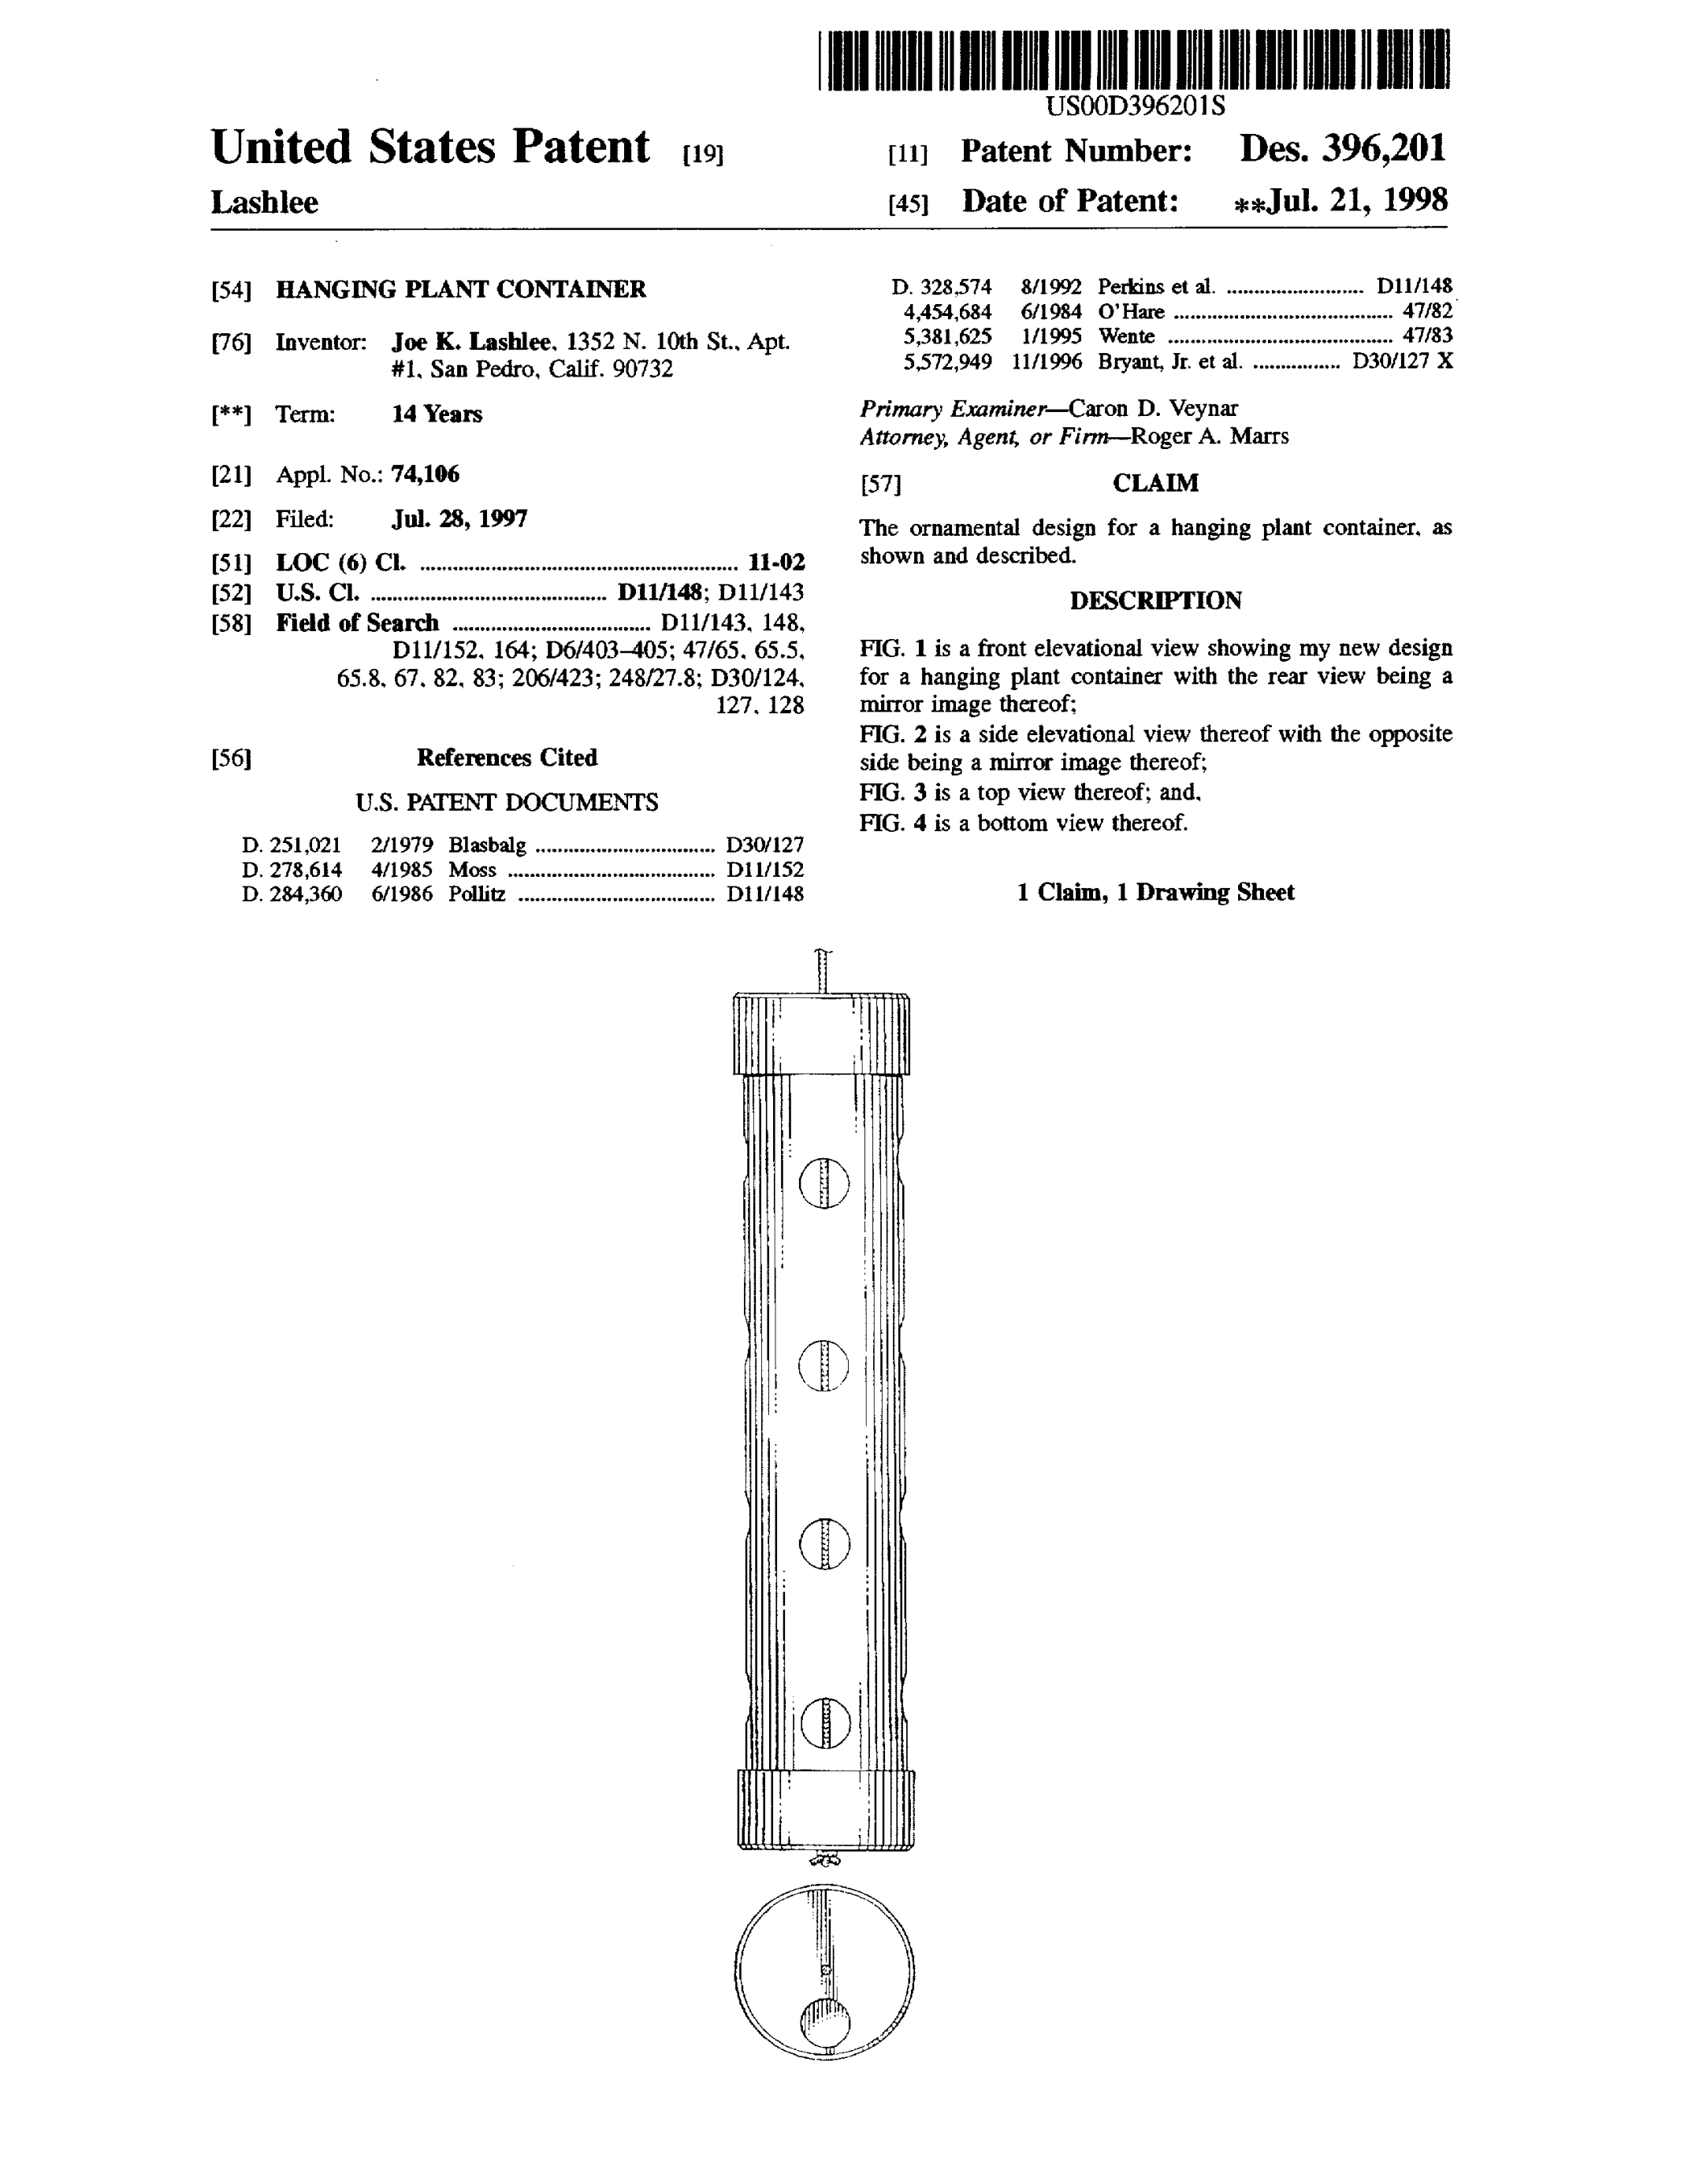 US00D396201S
United States Patent [19]
Lashlee
[11] Patent Number: Des. 396,201
[45] Date of Patent: **Jul. 21, 1998
[54] HANGING PLANT CONTAINER
[76] Inventor: Joe K. Lashlee, 1352 N. 10th St., Apt.
#1, San Pedro, Calif. 90732
[**] Term: 14 Years
[21] Appl. No.: 74,106
[22] Filed: Jul. 28, 1997
[51] LOC (6) Cl. ............................................................ 11-02
[52] U.S. Cl. ............................................ D11/148; D11/143
[58] Field of Search ..................................... D11/143, 148,
D11/152, 164; D6/403–405; 47/65, 65.5,
65.8, 67, 82, 83; 206/423; 248/27.8; D30/124,
127, 128
[56] References Cited
U.S. PATENT DOCUMENTS
D. 251,021 2/1979 Blasbalg ................................. D30/127
D. 278,614 4/1985 Moss ...................................... D11/152
D. 284,360 6/1986 Pollitz .................................... D11/148
D. 328,574 8/1992 Perkins et al. ......................... D11/148
4,454,684 6/1984 O'Hare ........................................ 47/82
5,381,625 1/1995 Wente ......................................... 47/83
5,572,949 11/1996 Bryant, Jr. et al. ................ D30/127 X
Primary Examiner—Caron D. Veynar
Attorney, Agent, or Firm—Roger A. Marrs
[57] CLAIM
The ornamental design for a hanging plant container, as
shown and described.
DESCRIPTION
FIG. 1 is a front elevational view showing my new design
for a hanging plant container with the rear view being a
mirror image thereof;
FIG. 2 is a side elevational view thereof with the opposite
side being a mirror image thereof;
FIG. 3 is a top view thereof; and,
FIG. 4 is a bottom view thereof.
1 Claim, 1 Drawing Sheet